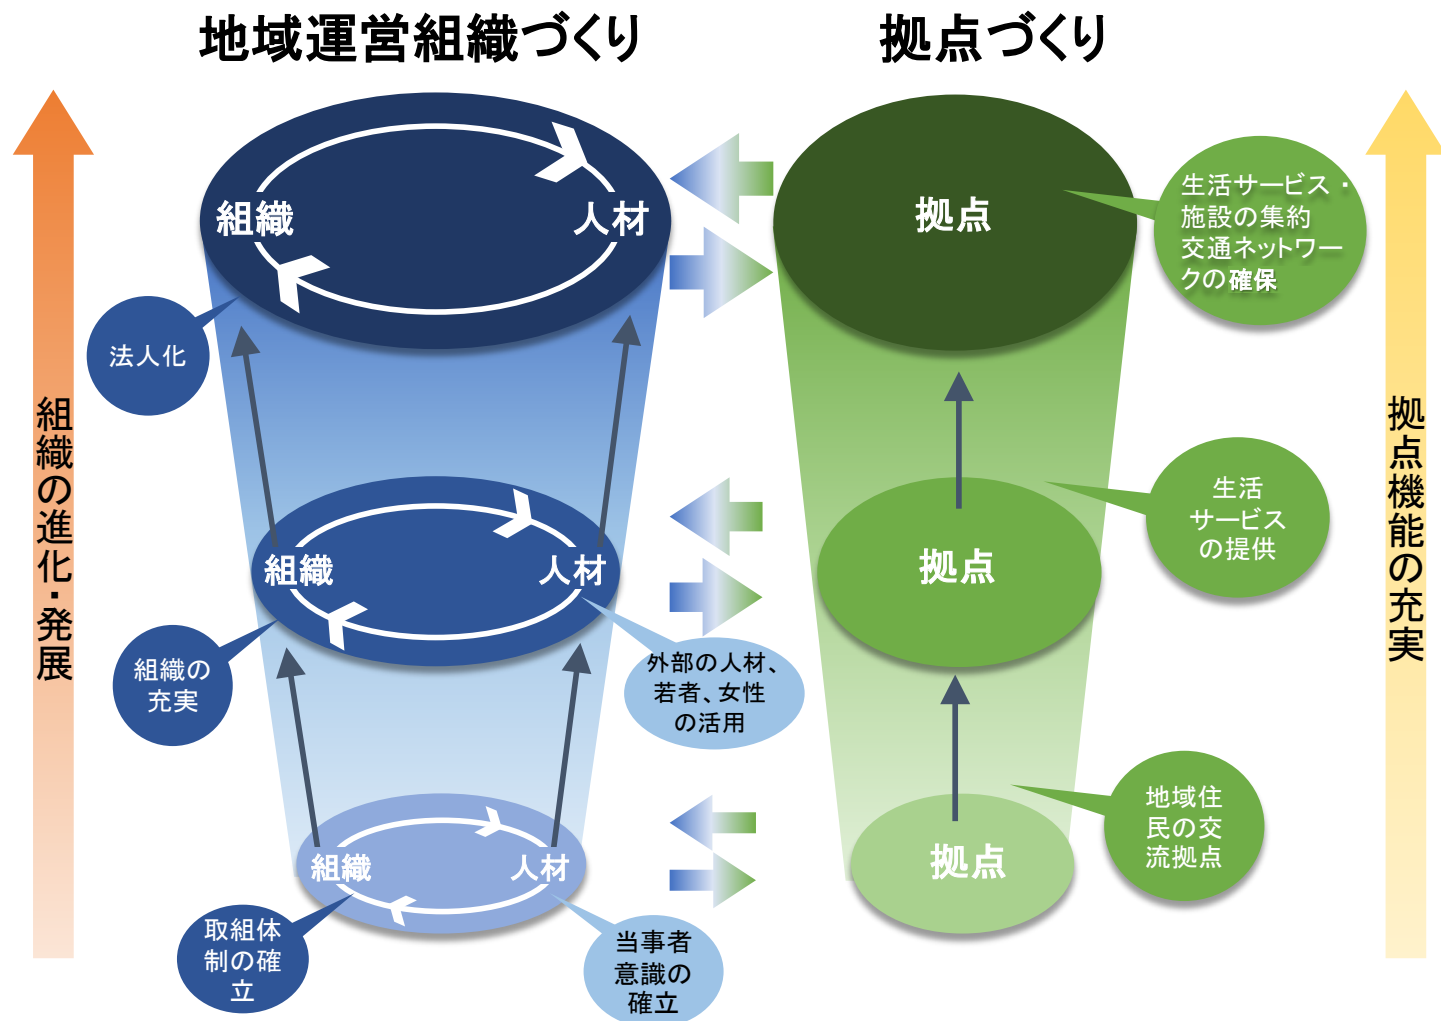 地域運営組織づくり
拠点づくり
組織の進化・発展
組織
人材
拠点
生活サービス・
施設の集約
交通ネットワー
クの確保
法人化
拠点機能の充実
組織
人材
拠点
生活
サービス
の提供
組織の
充実
外部の人材、
若者、女性
の活用
組織
人材
拠点
地域住
民の交
流拠点
取組体
制の確
立
当事者
意識の
確立